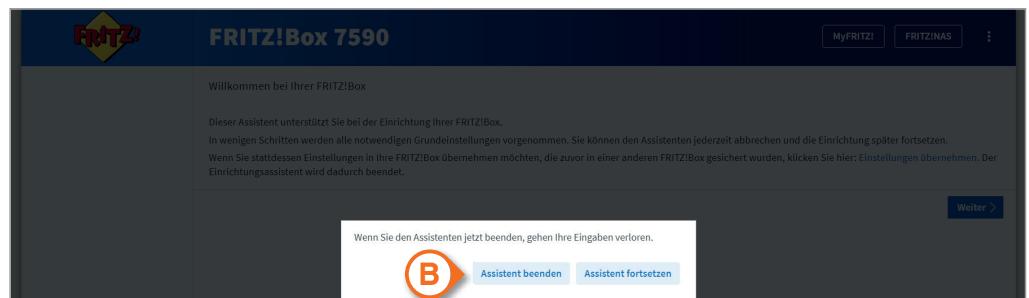 FRITZ!
FRITZ!Box 7590
MyFRITZ!
FRITZ!NAS
Willkommen bei Ihrer FRITZ!Box
Dieser Assistent unterstützt Sie bei der Einrichtung Ihrer FRITZ!Box.
In wenigen Schritten werden alle notwendigen Grundeinstellungen vorgenommen. Sie können den Assistenten jederzeit abbrechen und die Einrichtung später fortsetzen.
Wenn Sie stattdessen Einstellungen in Ihre FRITZ!Box übernehmen möchten, die zuvor in einer anderen FRITZ!Box gesichert wurden, klicken Sie hier: Einstellungen übernehmen. Der
Einrichtungsassistent wird dadurch beendet.
Weiter
Wenn Sie den Assistenten jetzt beenden, gehen Ihre Eingaben verloren.
B
Assistent beenden
Assistent fortsetzen